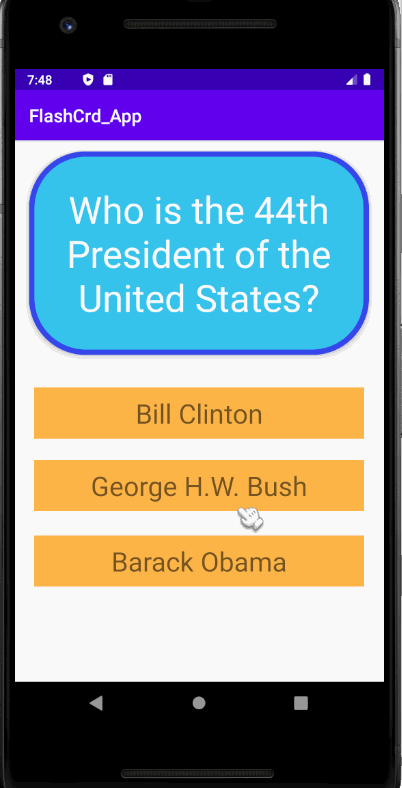 7:48
FlashCrd_App
Who is the 44th
President of the
United States?
Bill Clinton
George H.W. Bush
Barack Obama